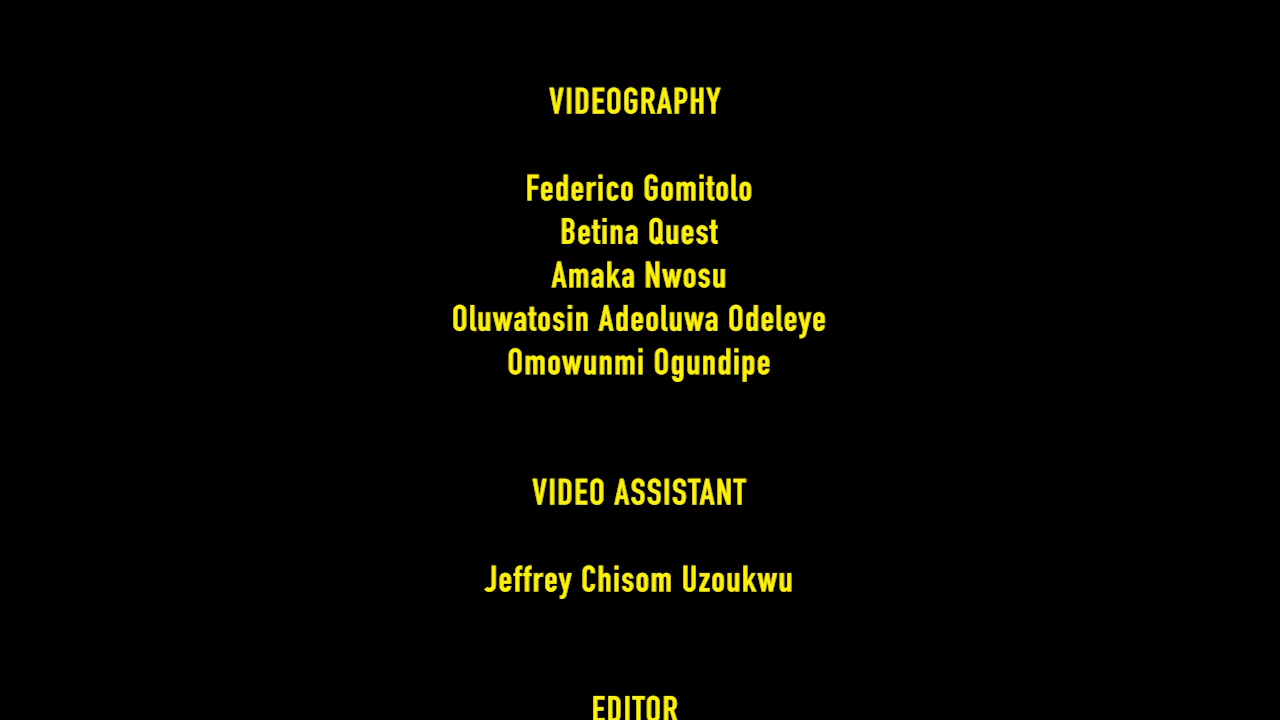 VIDEOGRAPHY
Federico Gomitolo
Betina Quest
Amaka Nwosu
Oluwatosin Adeoluwa Odeleye
Omowunmi Ogundipe
VIDEO ASSISTANT
Jeffrey Chisom Uzoukwu
EDITOR